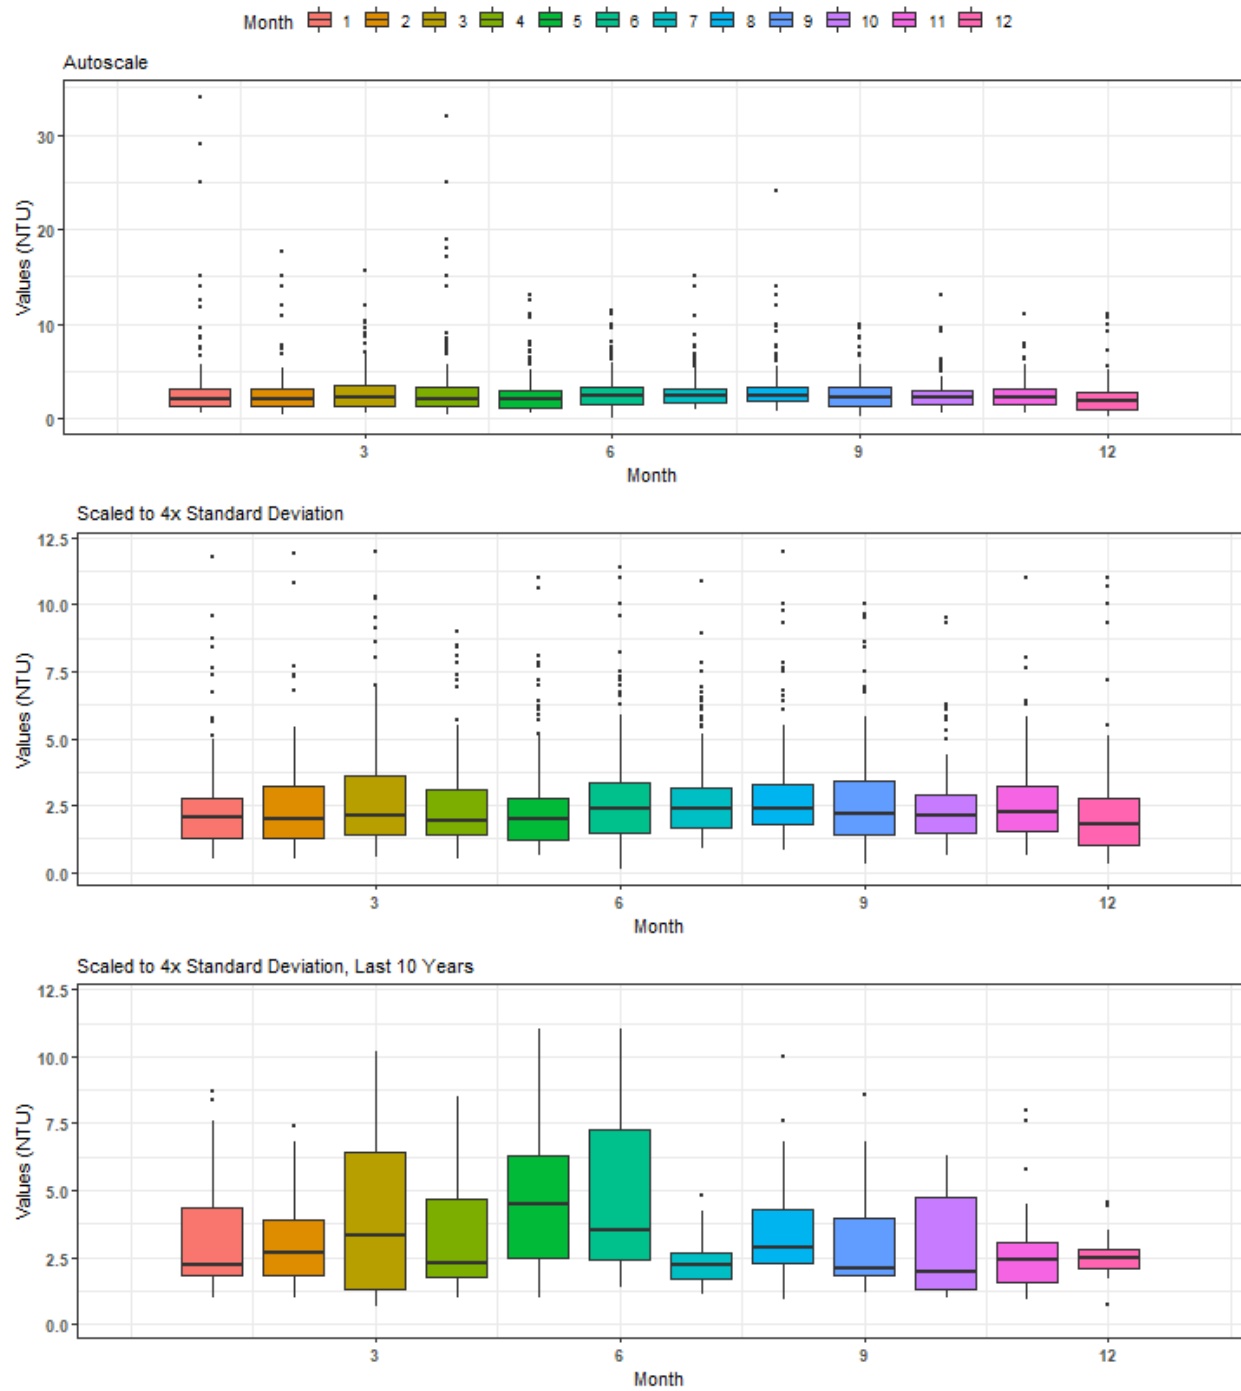 Month 1 2 3 4 5 6 7 8 9 10 11 12
Autoscale
Values (NTU)
30
20
10
0
3 6 9 12
Month
Scaled to 4x Standard Deviation
Values (NTU)
12.5
10.0
7.5
5.0
2.5
0.0
3 6 9 12
Month
Scaled to 4x Standard Deviation, Last 10 Years
Values (NTU)
12.5
10.0
7.5
5.0
2.5
0.0
3 6 9 12
Month